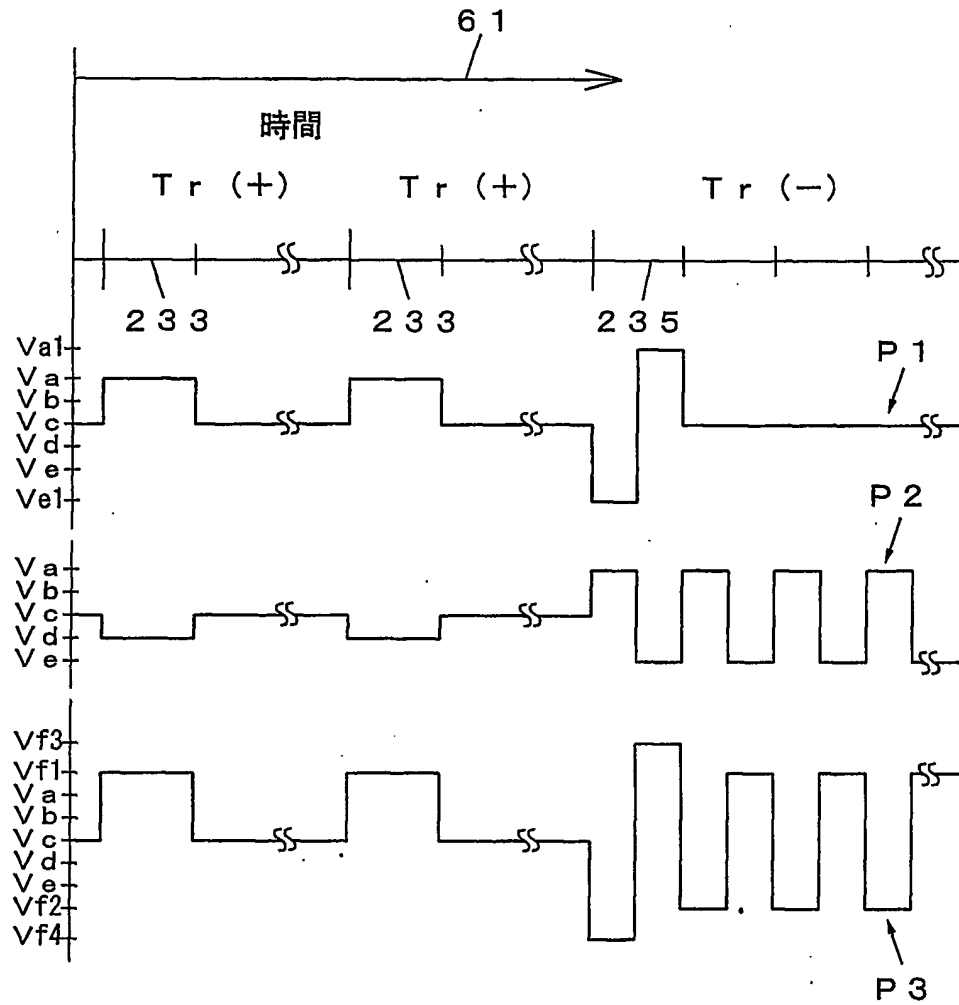 ６１
時間
Ｔｒ（＋） Ｔｒ（＋） Ｔｒ（－）
２３３ ２３３ ２３５
Va1
Va
Vb
Vc
Vd
Ve
Ve1
Ｐ１
Va
Vb
Vc
Vd
Ve
Ｐ２
Vf3
Vf1
Va
Vb
Vc
Vd
Ve
Vf2
Vf4
Ｐ３